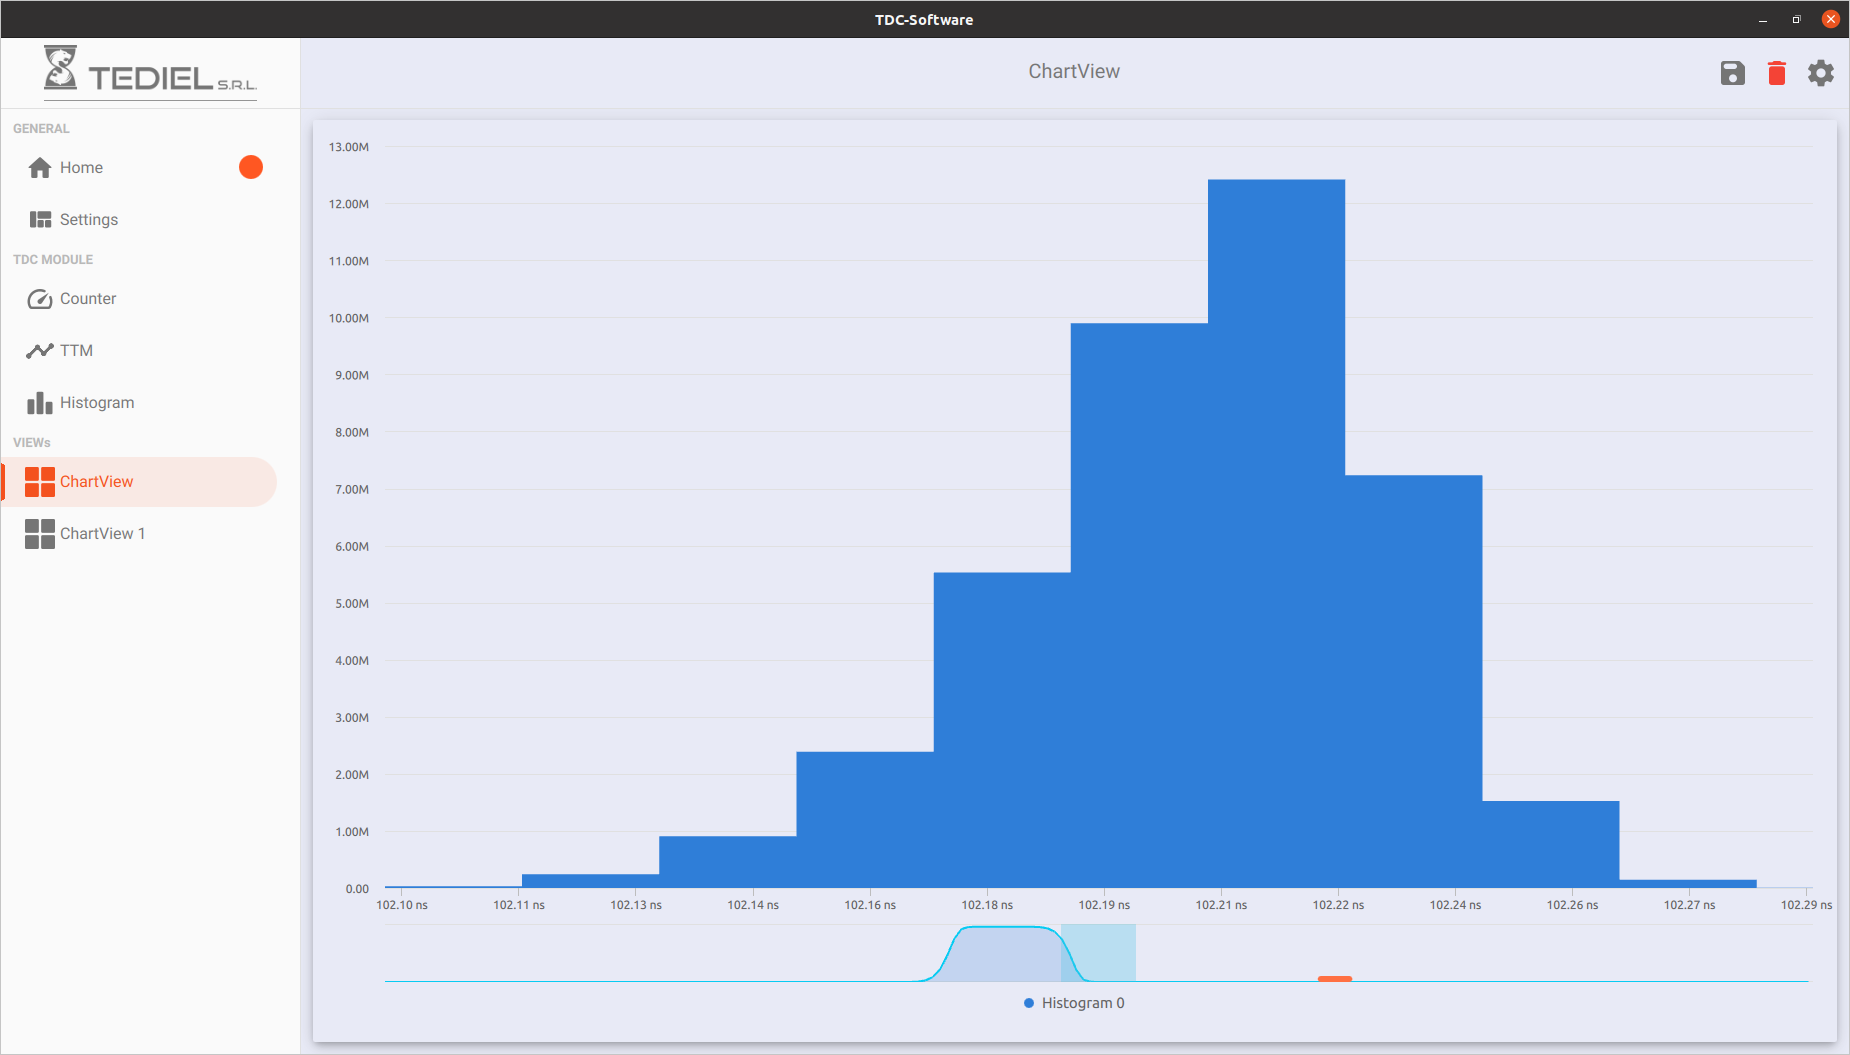 TDC-Software
TEDIEL S.R.L.
ChartView
GENERAL
Home
Settings
TDC MODULE
Counter
TTM
Histogram
VIEWs
ChartView
ChartView 1
13.00M
12.00M
11.00M
10.00M
9.00M
8.00M
7.00M
6.00M
5.00M
4.00M
3.00M
2.00M
1.00M
0.00
102.10 ns 102.11 ns 102.13 ns 102.14 ns 102.16 ns 102.18 ns 102.19 ns 102.21 ns 102.22 ns 102.24 ns 102.26 ns 102.27 ns 102.29 ns
Histogram 0